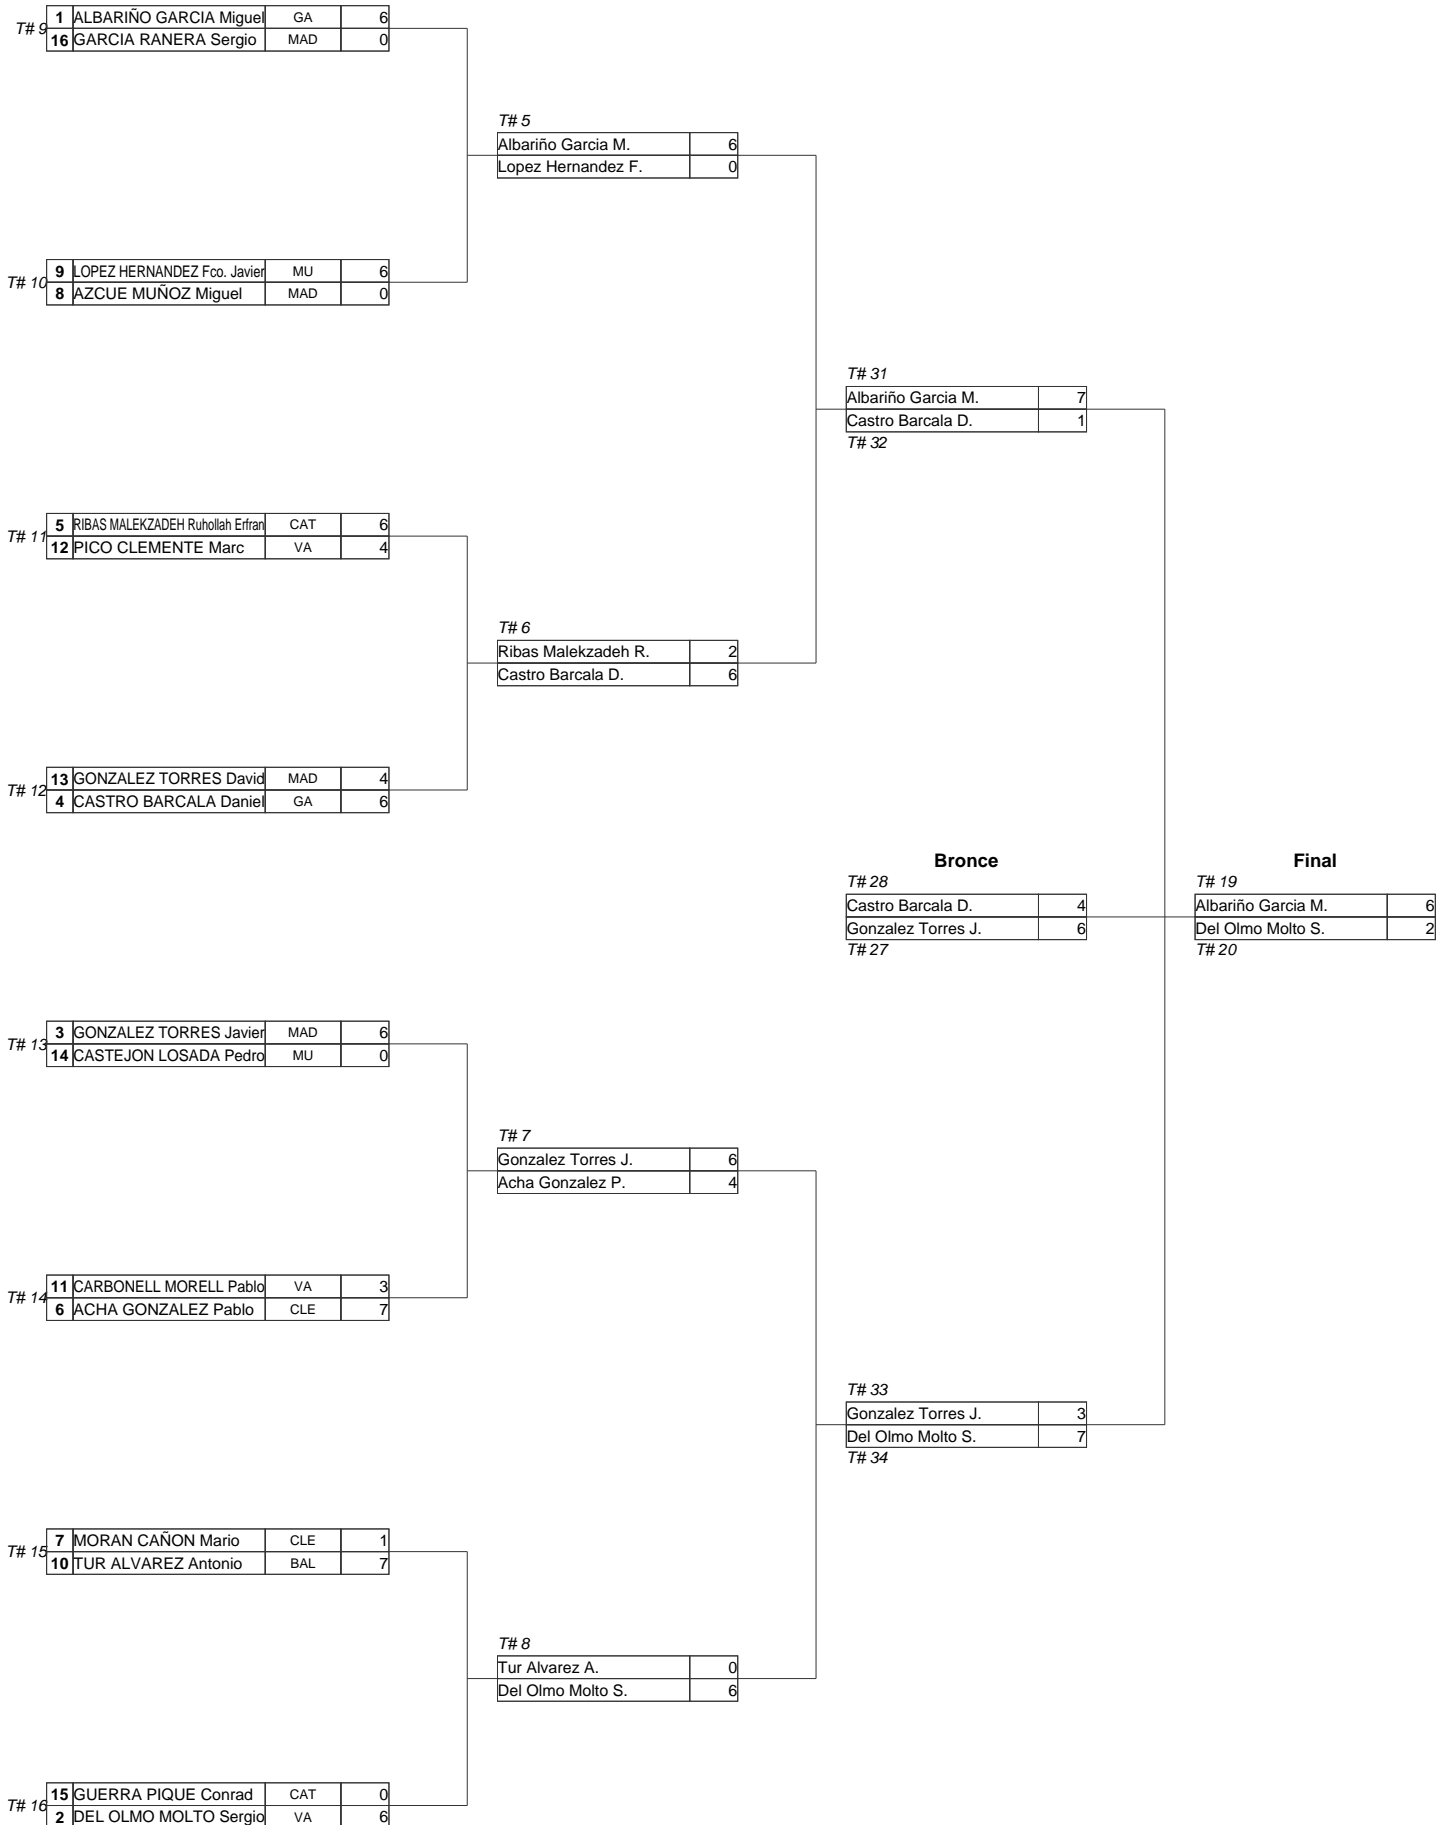 1 ALBARIÑO GARCIA Miguel GA 6
T# 9
16 GARCIA RANERA Sergio MAD 0
T# 5
Albariño Garcia M. 6
Lopez Hernandez F. 0
9 LOPEZ HERNANDEZ Fco. Javier MU 6
T# 10
8 AZCUE MUÑOZ Miguel MAD 0
T# 31
Albariño Garcia M. 7
Castro Barcala D. 1
T# 32
5 RIBAS MALEKZADEH Ruhollah Erfran CAT 6
T# 11
12 PICO CLEMENTE Marc VA 4
T# 6
Ribas Malekzadeh R. 2
Castro Barcala D. 6
13 GONZALEZ TORRES David MAD 4
T# 12
4 CASTRO BARCALA Daniel GA 6
Bronce Final
T# 28 T# 19
Castro Barcala D. 4 Albariño Garcia M. 6
Gonzalez Torres J. 6 Del Olmo Molto S. 2
T# 27 T# 20
3 GONZALEZ TORRES Javier MAD 6
T# 13
14 CASTEJON LOSADA Pedro MU 0
T# 7
Gonzalez Torres J. 6
Acha Gonzalez P. 4
11 CARBONELL MORELL Pablo VA 3
T# 14
6 ACHA GONZALEZ Pablo CLE 7
T# 33
Gonzalez Torres J. 3
Del Olmo Molto S. 7
T# 34
7 MORAN CAÑON Mario CLE 1
T# 15
10 TUR ALVAREZ Antonio BAL 7
T# 8
Tur Alvarez A. 0
Del Olmo Molto S. 6
15 GUERRA PIQUE Conrad CAT 0
T# 16
2 DEL OLMO MOLTO Sergio VA 6